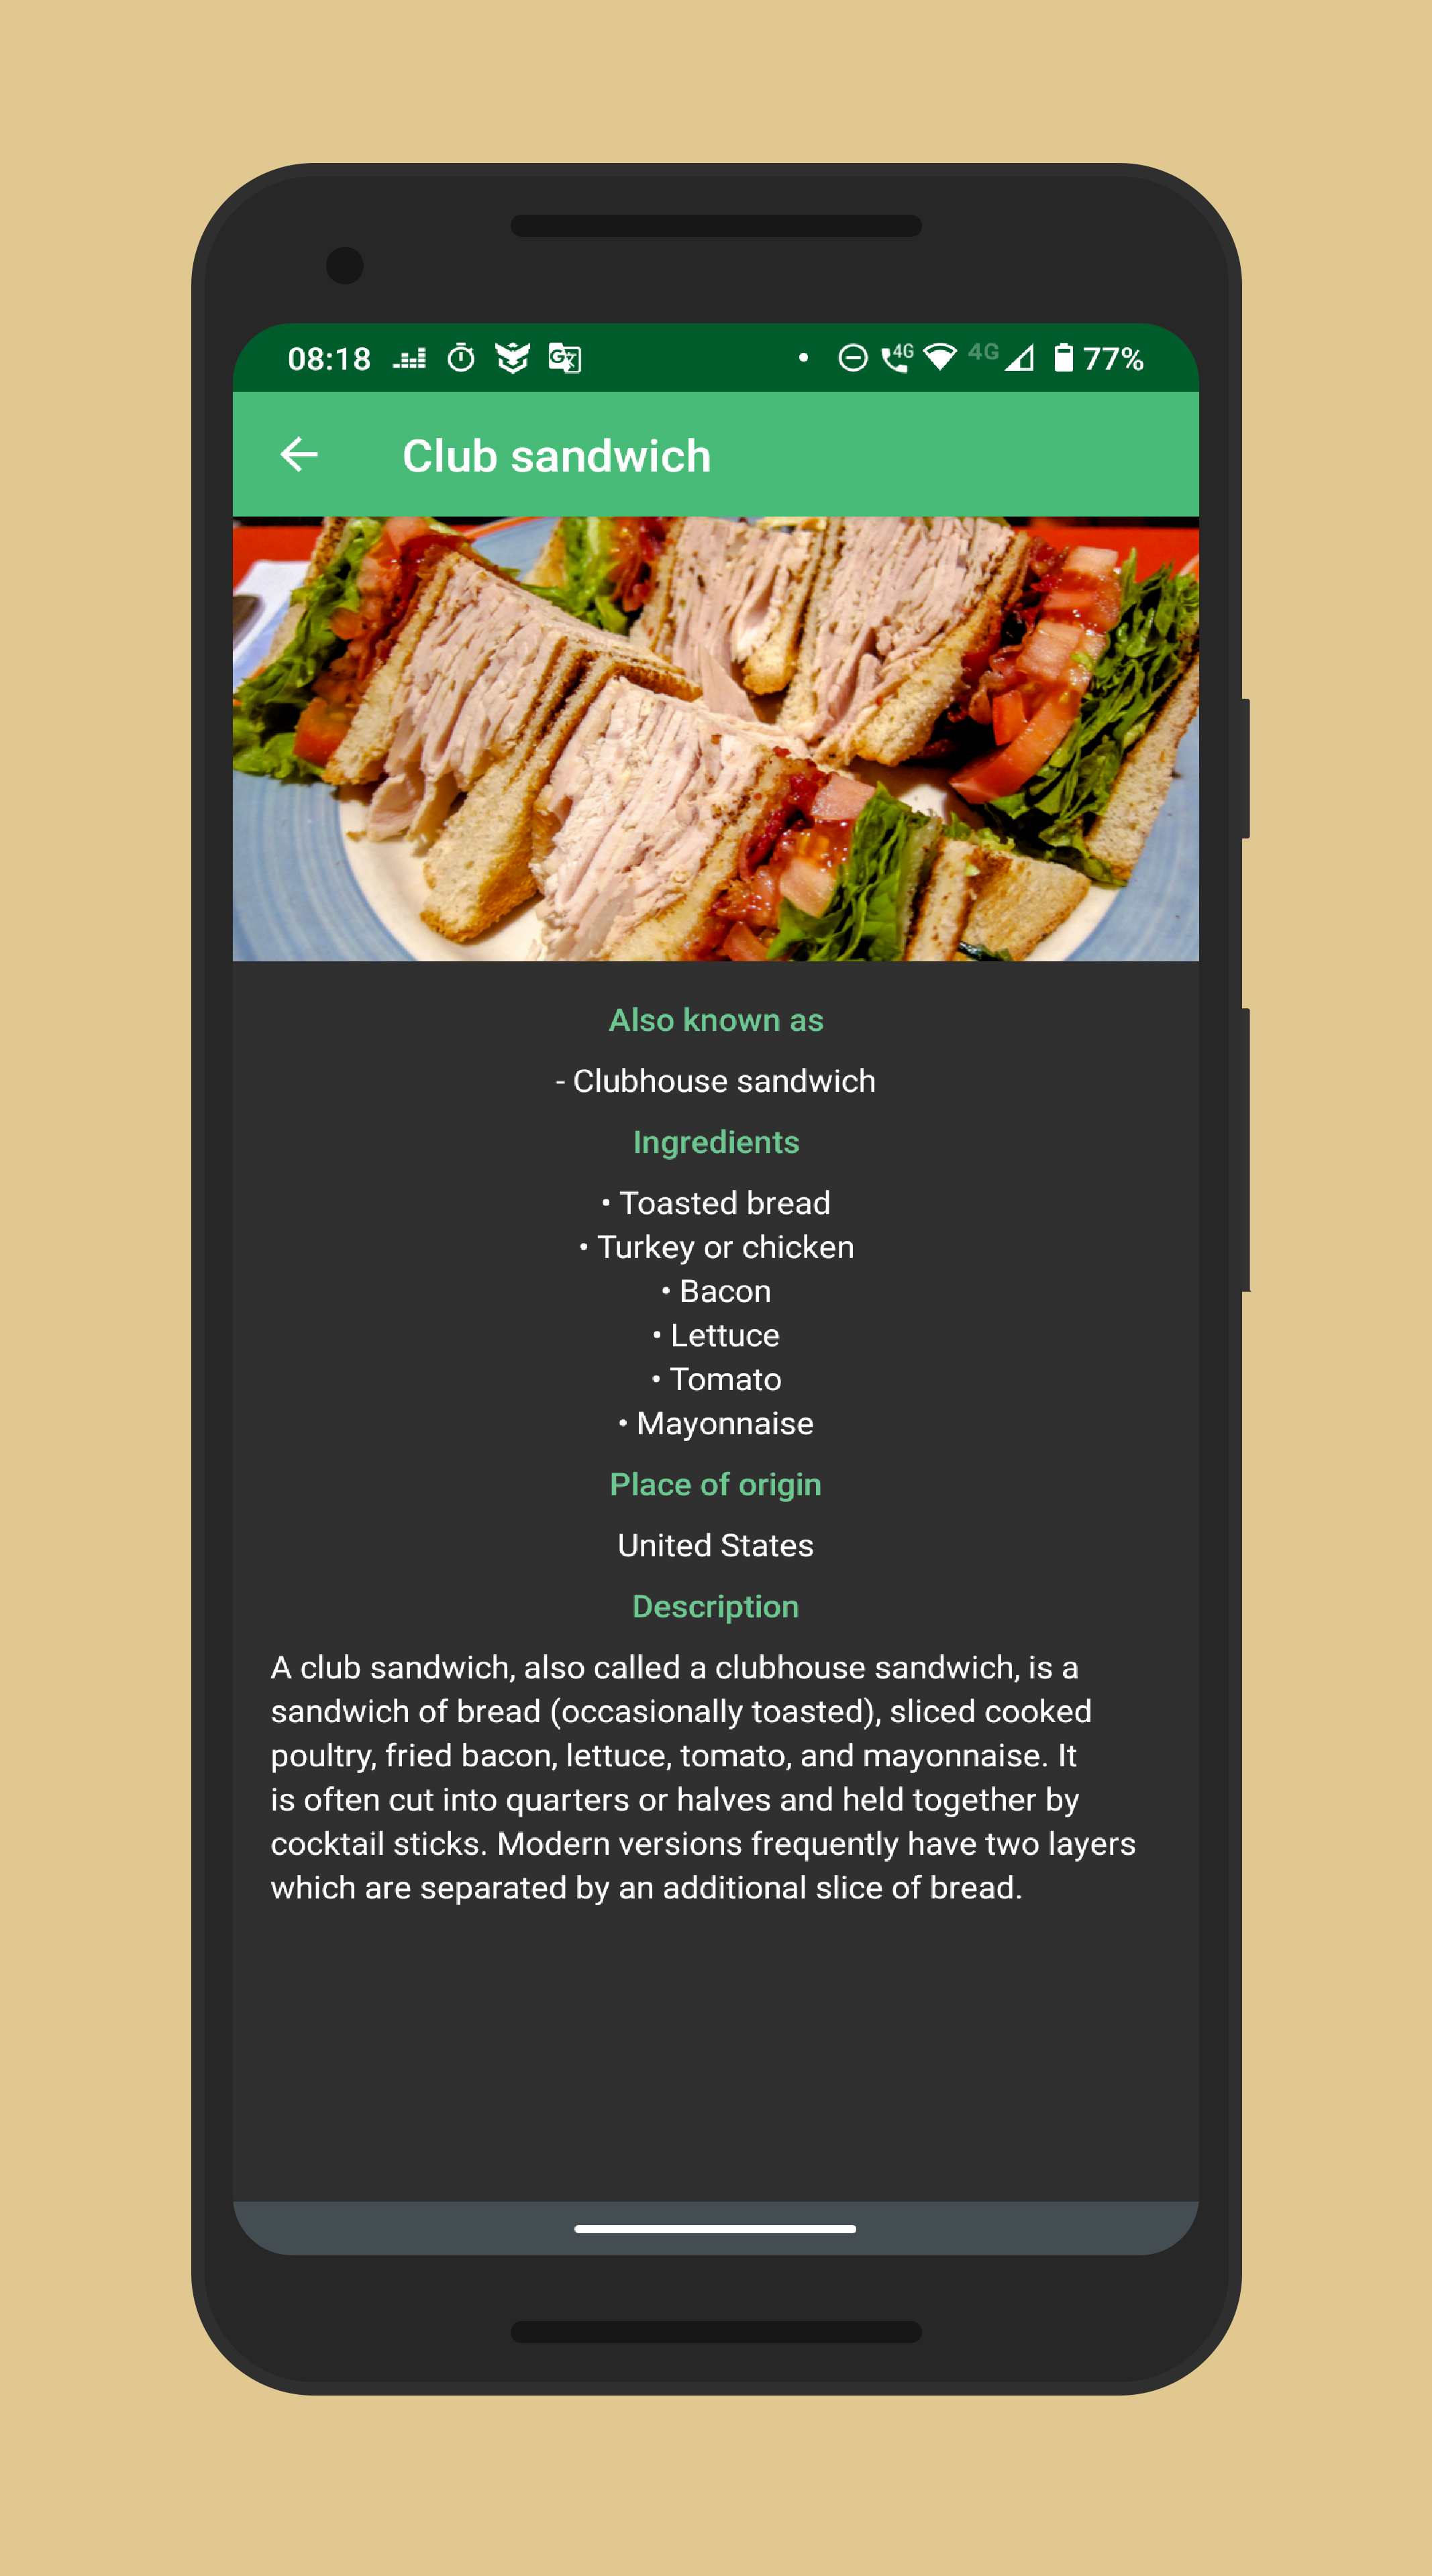 08:18
4G
4G
77%
Club sandwich
Also known as
- Clubhouse sandwich
Ingredients
• Toasted bread
• Turkey or chicken
• Bacon
• Lettuce
• Tomato
• Mayonnaise
Place of origin
United States
Description
A club sandwich, also called a clubhouse sandwich, is a
sandwich of bread (occasionally toasted), sliced cooked
poultry, fried bacon, lettuce, tomato, and mayonnaise. It
is often cut into quarters or halves and held together by
cocktail sticks. Modern versions frequently have two layers
which are separated by an additional slice of bread.